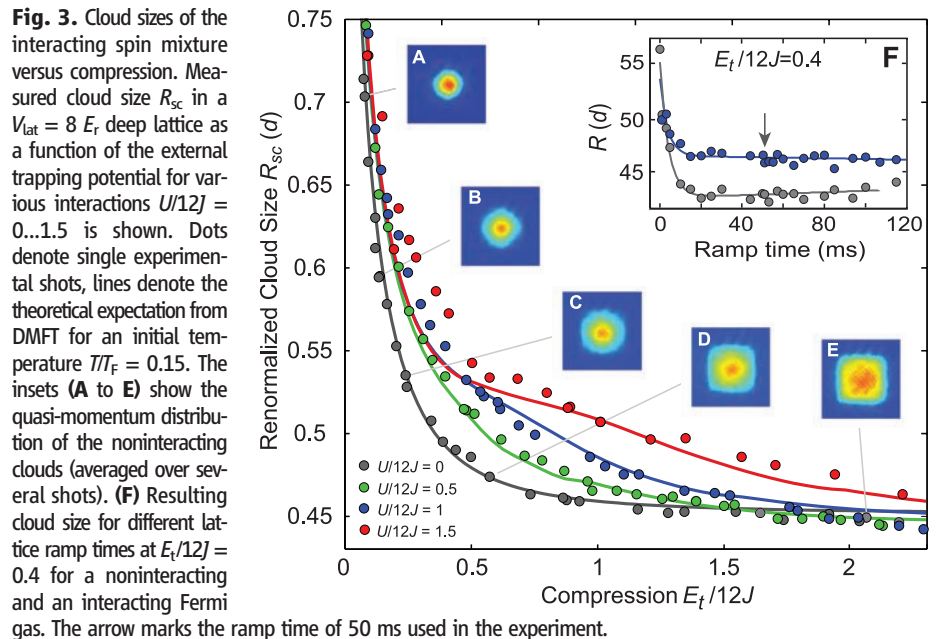 Fig. 3. Cloud sizes of the
interacting spin mixture
versus compression. Mea-
sured cloud size Rsc in a
Vlat = 8 Er deep lattice as
a function of the external
trapping potential for var-
ious interactions U/12J =
0...1.5 is shown. Dots
denote single experimen-
tal shots, lines denote the
theoretical expectation from
DMFT for an initial tem-
perature T/TF = 0.15. The
insets (A to E) show the
quasi-momentum distribu-
tion of the noninteracting
clouds (averaged over sev-
eral shots). (F) Resulting
cloud size for different lat-
tice ramp times at Et/12J =
0.4 for a noninteracting
and an interacting Fermi
gas. The arrow marks the ramp time of 50 ms used in the experiment.
Renormalized Cloud Size Rsc (d)
0.7
0.65
0.6
0.55
0.5
0.45
A
B
C
D
E
F
Et/12J=0.4
R (d)
55
50
45
0
40
80
120
Ramp time (ms)
U/12J = 0
U/12J = 0.5
U/12J = 1
U/12J = 1.5
0
0.5
1
1.5
2
Compression Et/12J